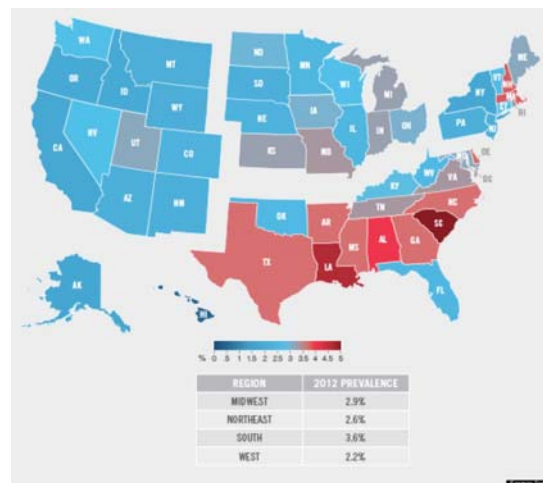 WA
MT
ND
MN
ME
OR
ID
SD
WI
VT
NY
WY
MI
IA
NE
PA
NV
UT
CO
IL
IN
OH
CA
KS
MO
WV
KY
VA
DE
RI
AZ
NM
OK
AR
TN
NC
SC
TX
LA
MS
AL
GA
FL
AK
HI
% 0 .5 1 1.5 2 2.5 3 3.5 4 4.5 5
REGION 2012 PREVALENCE
MIDWEST 2.9%
NORTHEAST 2.6%
SOUTH 3.6%
WEST 2.2%